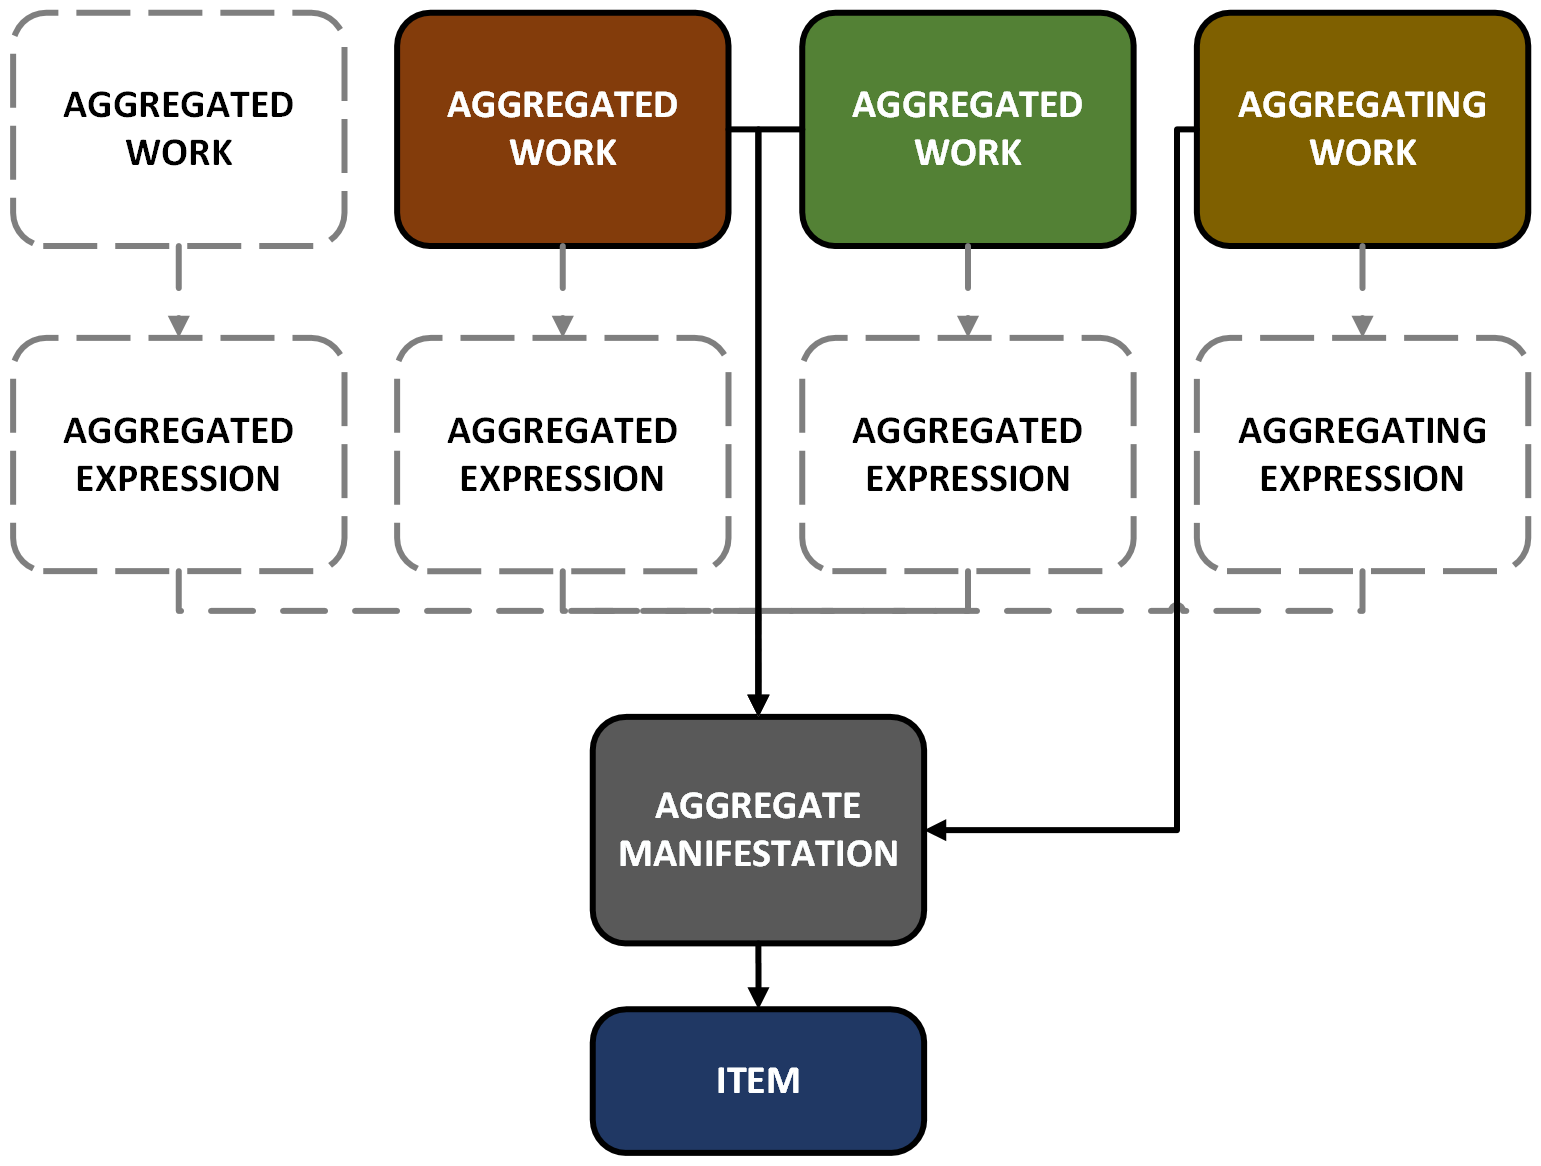 AGGREGATED
WORK
AGGREGATED
WORK
AGGREGATED
WORK
AGGREGATING
WORK
AGGREGATED
EXPRESSION
AGGREGATED
EXPRESSION
AGGREGATED
EXPRESSION
AGGREGATING
EXPRESSION
AGGREGATE
MANIFESTATION
ITEM